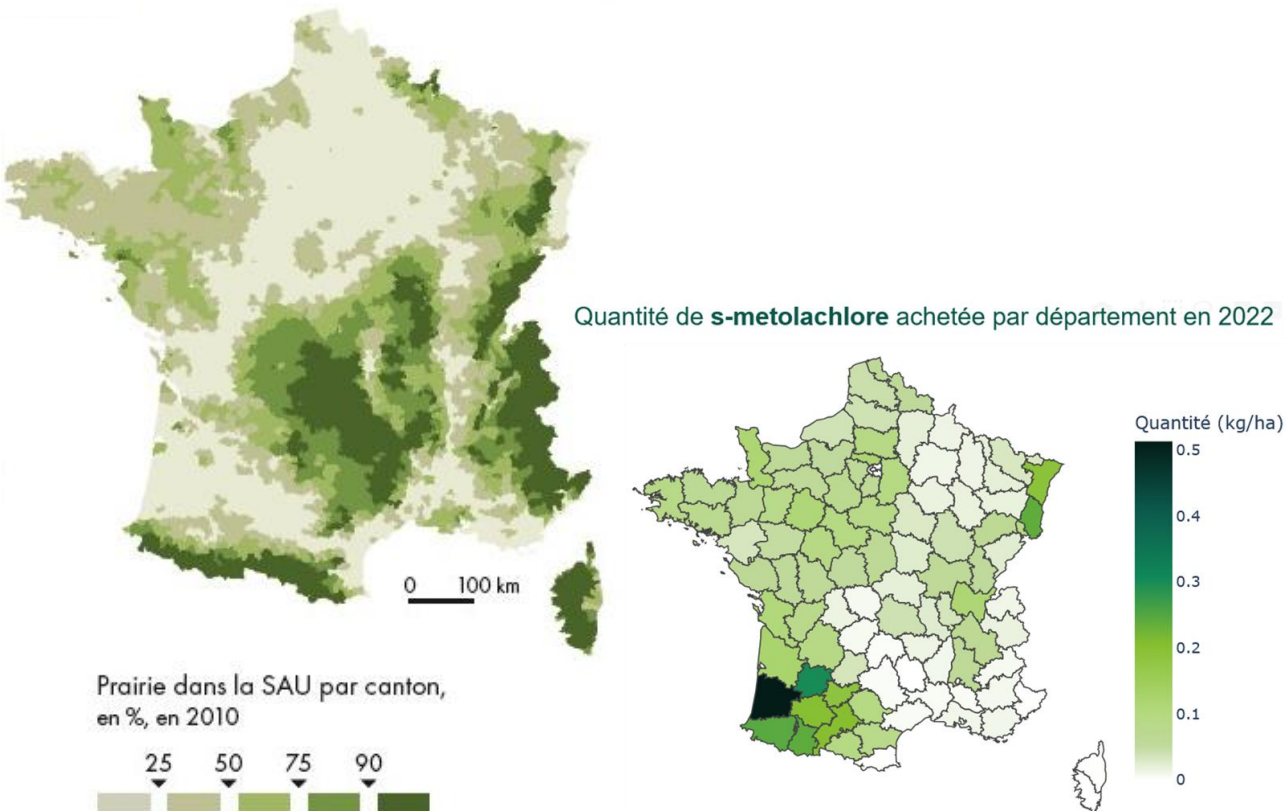 0 100 km
Prairie dans la SAU par canton,
en %, en 2010
25 50 75 90
Quantité de s-metolachlore achetée par département en 2022
Quantité (kg/ha)
0.5
0.4
0.3
0.2
0.1
0